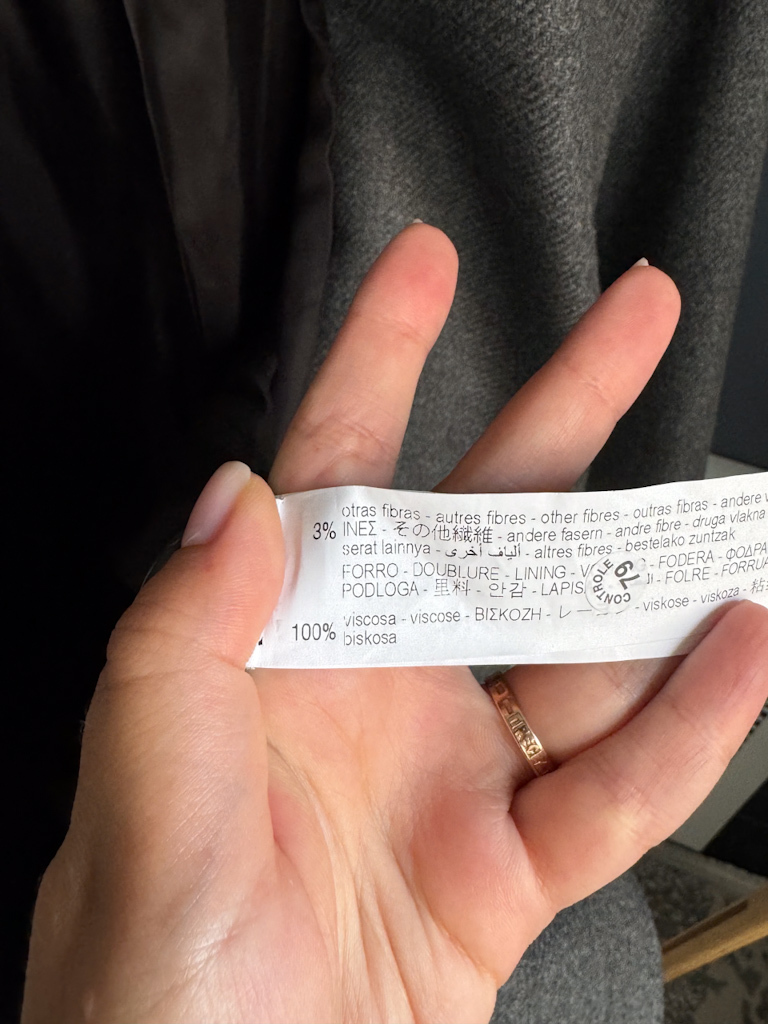 3% otras fibras - autres fibres - other fibres - outras fibras - andere
ΙΝΕΣ - その他繊維 - andere fasern - andre fibre - druga vlakna
serat lainnya - ألياف أخرى - altres fibres - bestelako zuntzak
FORRO - DOUBLURE - LINING - - FODERA -
PODLOGA - 里料 - 안감 - LAPIS - FOLRE - FORRUA
100% viscosa - viscose - ΒΙΣΚΟΖΗ - - viskose - viskoza -
biskosa
CONTROLE 79